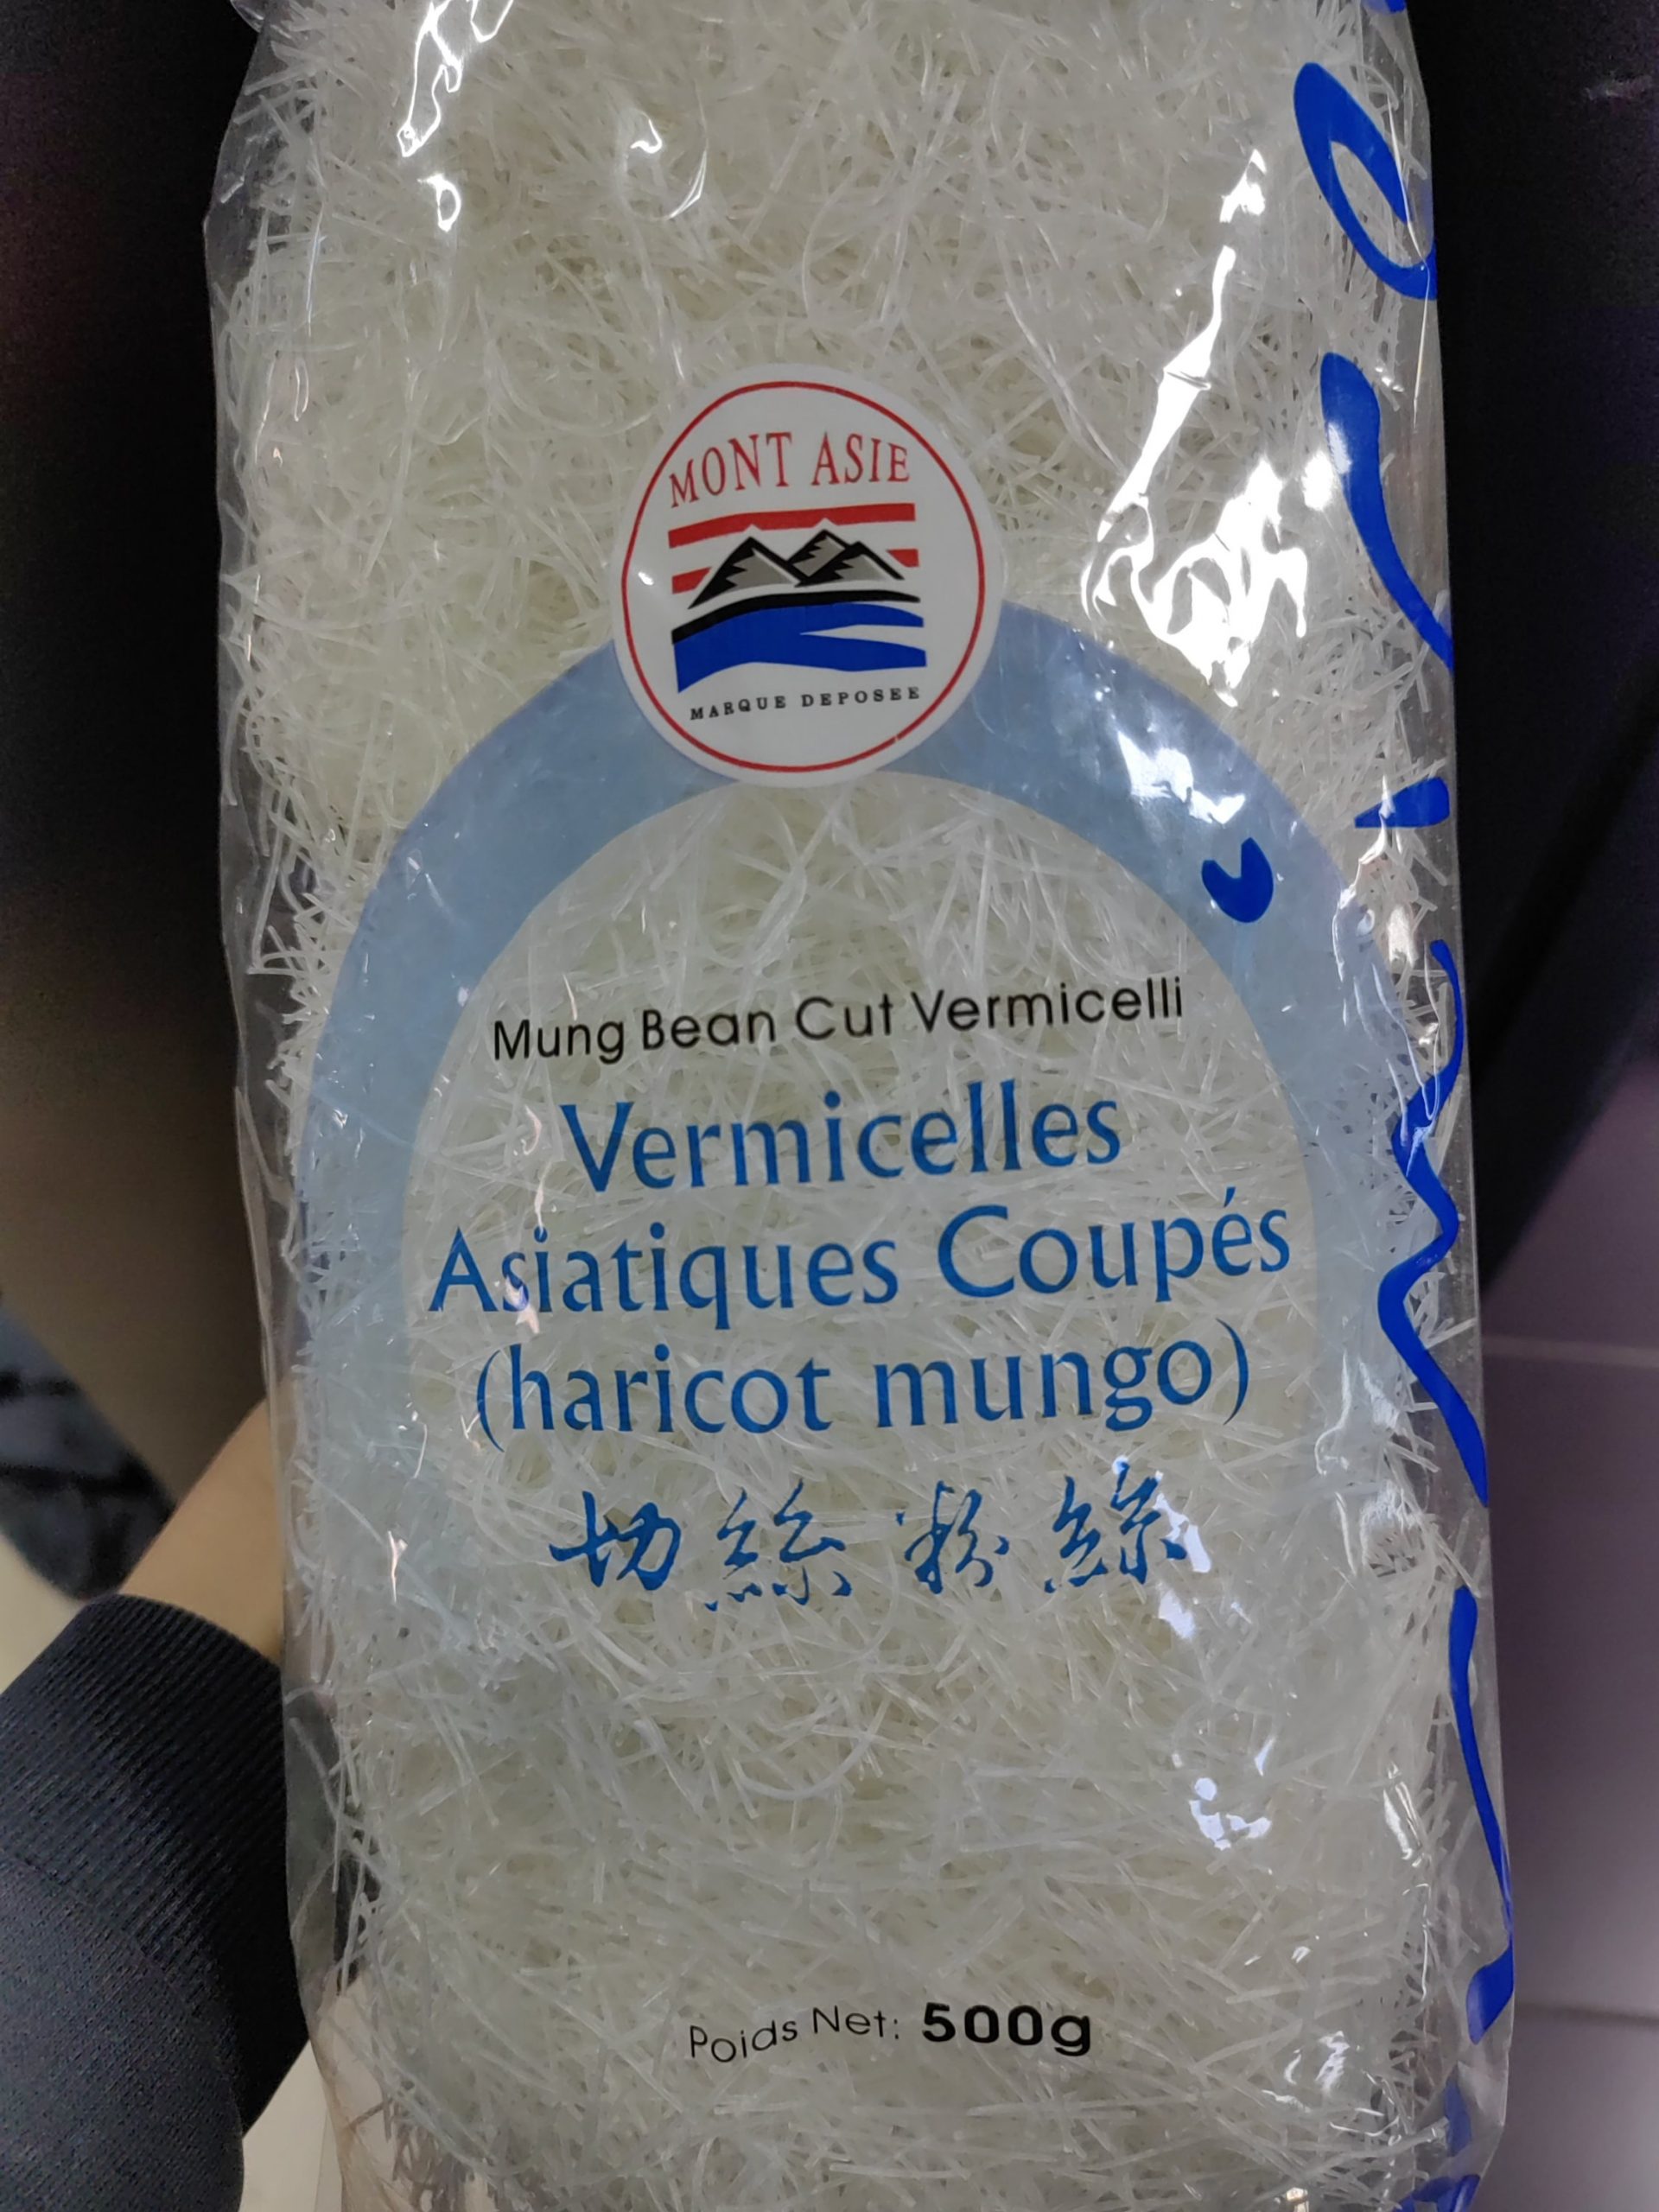 MONT ASIE
MARQUE DEPOSEE
Mung Bean Cut Vermicelli
Vermicelles
Asiatiques Coupés
(haricot mungo)
切絲粉絲
Poids Net: 500g